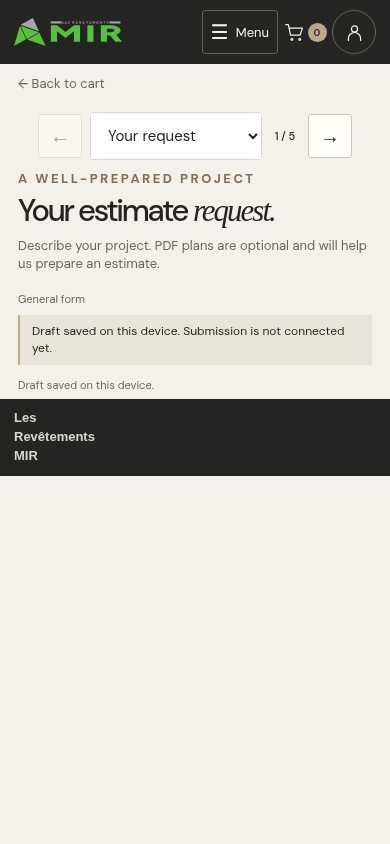 LES REVÊTEMENTS
MIR
☰ Menu
0
← Back to cart
←
Your request
1 / 5
→
A WELL-PREPARED PROJECT
Your estimate request.
Describe your project. PDF plans are optional and will help
us prepare an estimate.
General form
Draft saved on this device. Submission is not connected
yet.
Draft saved on this device.
Les
Revêtements
MIR